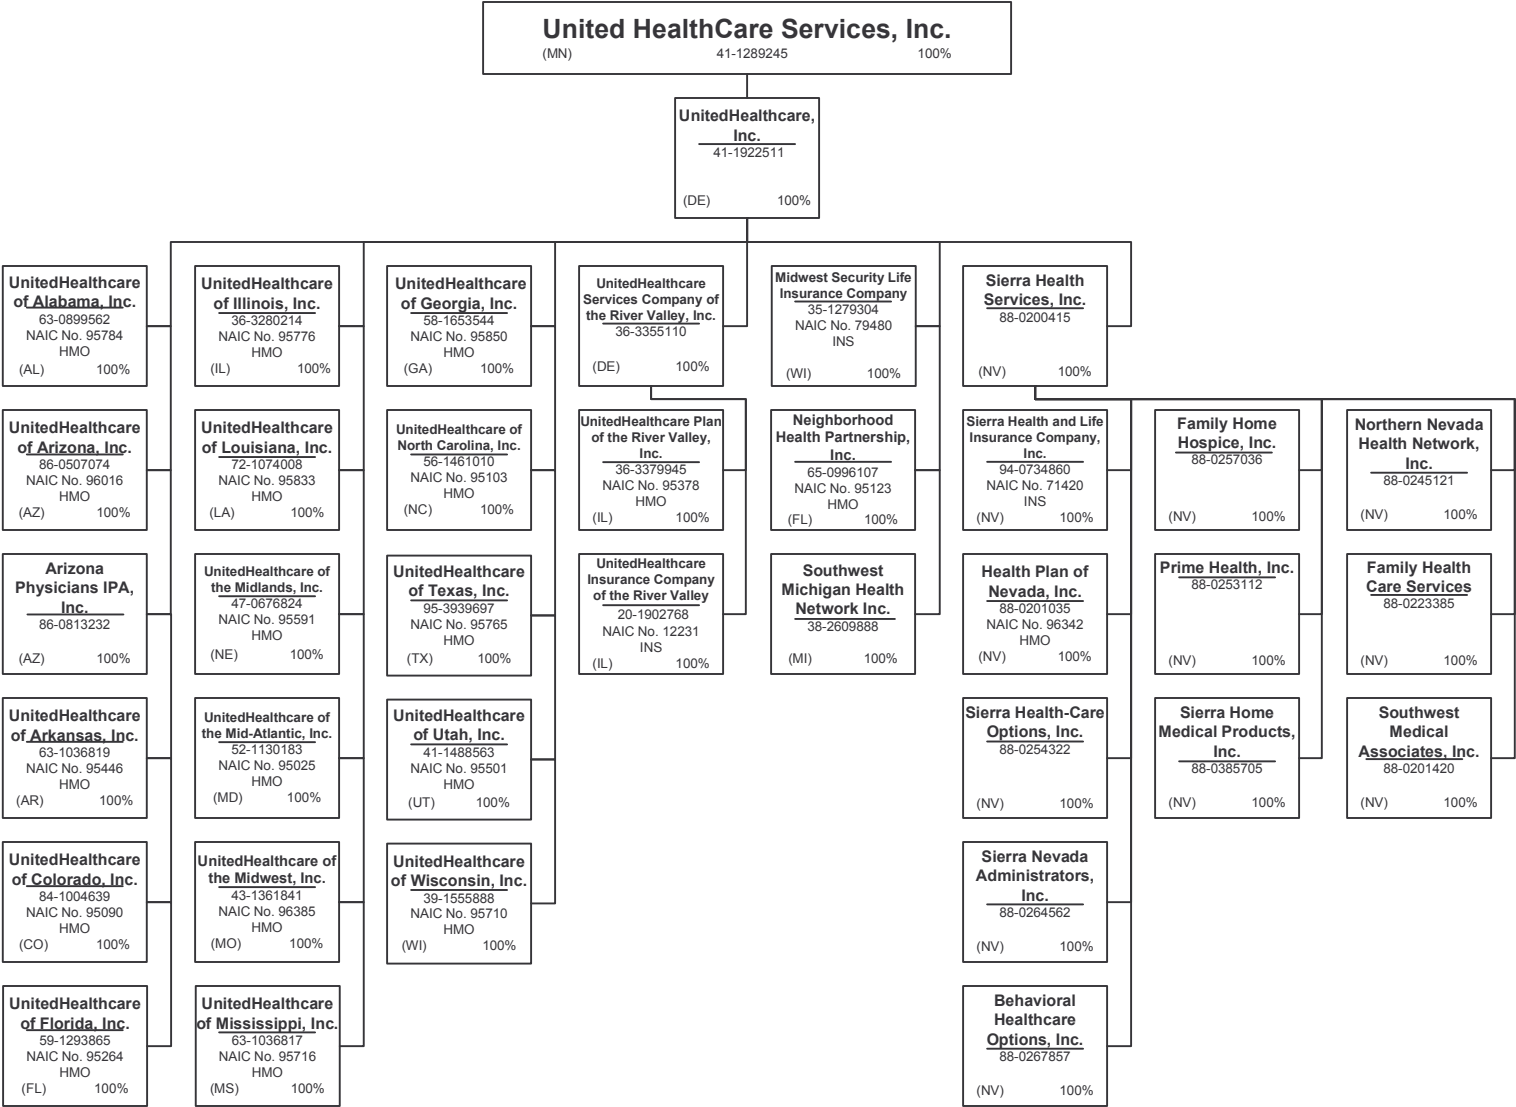 United HealthCare Services, Inc.
(MN) 41-1289245 100%
UnitedHealthcare,
Inc.
41-1922511
(DE) 100%
UnitedHealthcare
of Alabama, Inc.
63-0899562
NAIC No. 95784
HMO
(AL) 100%
UnitedHealthcare
of Illinois, Inc.
36-3280214
NAIC No. 95776
HMO
(IL) 100%
UnitedHealthcare
of Georgia, Inc.
58-1653544
NAIC No. 95850
HMO
(GA) 100%
UnitedHealthcare
Services Company of
the River Valley, Inc.
36-3355110
(DE) 100%
Midwest Security Life
Insurance Company
35-1279304
NAIC No. 79480
INS
(WI) 100%
Sierra Health
Services, Inc.
88-0200415
(NV) 100%
UnitedHealthcare
of Arizona, Inc.
86-0507074
NAIC No. 96016
HMO
(AZ) 100%
UnitedHealthcare
of Louisiana, Inc.
72-1074008
NAIC No. 95833
HMO
(LA) 100%
UnitedHealthcare of
North Carolina, Inc.
56-1461010
NAIC No. 95103
HMO
(NC) 100%
UnitedHealthcare Plan
of the River Valley,
Inc.
36-3379945
NAIC No. 95378
HMO
(IL) 100%
Neighborhood
Health Partnership,
Inc.
65-0996107
NAIC No. 95123
HMO
(FL) 100%
Sierra Health and Life
Insurance Company,
Inc.
94-0734860
NAIC No. 71420
INS
(NV) 100%
Family Home
Hospice, Inc.
88-0257036
(NV) 100%
Northern Nevada
Health Network,
Inc.
88-0245121
(NV) 100%
Arizona
Physicians IPA,
Inc.
86-0813232
(AZ) 100%
UnitedHealthcare of
the Midlands, Inc.
47-0676824
NAIC No. 95591
HMO
(NE) 100%
UnitedHealthcare
of Texas, Inc.
95-3939697
NAIC No. 95765
HMO
(TX) 100%
UnitedHealthcare
Insurance Company
of the River Valley
20-1902768
NAIC No. 12231
INS
(IL) 100%
Southwest
Michigan Health
Network Inc.
38-2609888
(MI) 100%
Health Plan of
Nevada, Inc.
88-0201035
NAIC No. 96342
HMO
(NV) 100%
Prime Health, Inc.
88-0253112
(NV) 100%
Family Health
Care Services
88-0223385
(NV) 100%
UnitedHealthcare
of Arkansas, Inc.
63-1036819
NAIC No. 95446
HMO
(AR) 100%
UnitedHealthcare of
the Mid-Atlantic, Inc.
52-1130183
NAIC No. 95025
HMO
(MD) 100%
UnitedHealthcare
of Utah, Inc.
41-1488563
NAIC No. 95501
HMO
(UT) 100%
Sierra Health-Care
Options, Inc.
88-0254322
(NV) 100%
Sierra Home
Medical Products,
Inc.
88-0385705
(NV) 100%
Southwest
Medical
Associates, Inc.
88-0201420
(NV) 100%
UnitedHealthcare
of Colorado, Inc.
84-1004639
NAIC No. 95090
HMO
(CO) 100%
UnitedHealthcare of
the Midwest, Inc.
43-1361841
NAIC No. 96385
HMO
(MO) 100%
UnitedHealthcare
of Wisconsin, Inc.
39-1555888
NAIC No. 95710
HMO
(WI) 100%
Sierra Nevada
Administrators,
Inc.
88-0264562
(NV) 100%
UnitedHealthcare
of Florida, Inc.
59-1293865
NAIC No. 95264
HMO
(FL) 100%
UnitedHealthcare
of Mississippi, Inc.
63-1036817
NAIC No. 95716
HMO
(MS) 100%
Behavioral
Healthcare
Options, Inc.
88-0267857
(NV) 100%